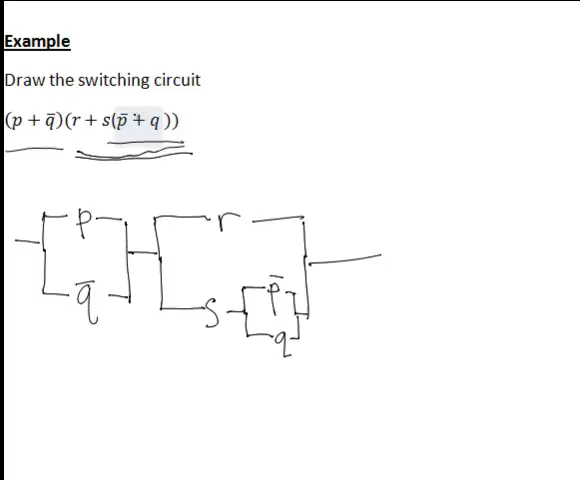 Example
Draw the switching circuit
(p + q̄)(r + s(p̄ + q ))
p r
q̄ s p̄
q